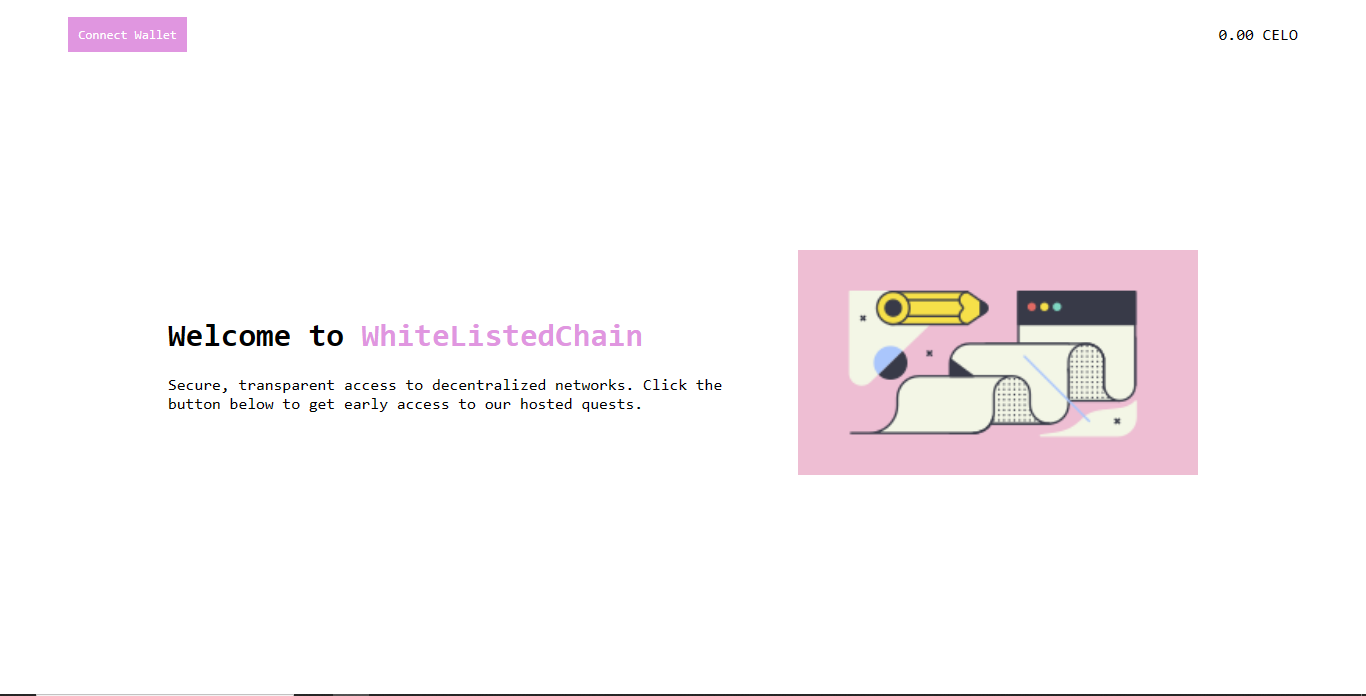 Connect Wallet
0.00 CELO
Welcome to WhiteListedChain
Secure, transparent access to decentralized networks. Click the
button below to get early access to our hosted quests.